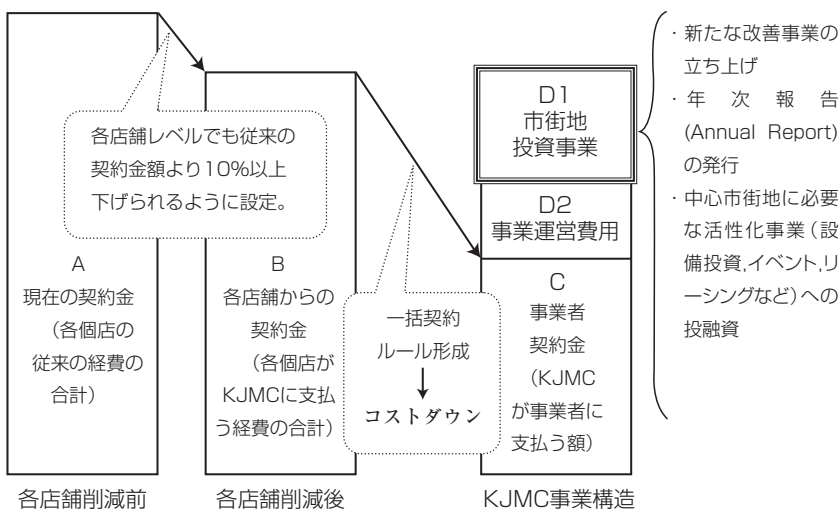 各店舗レベルでも従来の
契約金額より10%以上
下げられるように設定。
A
現在の契約金
（各個店の
従来の経費の
合計）
各店舗削減前
B
各店舗からの
契約金
（各個店が
KJMCに支払
う経費の合計）
各店舗削減後
一括契約
ルール形成
コストダウン
D1
市街地
投資事業
D2
事業運営費用
C
事業者
契約金
（KJMC
が事業者に
支払う額）
KJMC事業構造
・新たな改善事業の
立ち上げ
・年次報告
(Annual Report)
の発行
・中心市街地に必要
な活性化事業（設
備投資,イベント,リ
ーシングなど）への
投融資